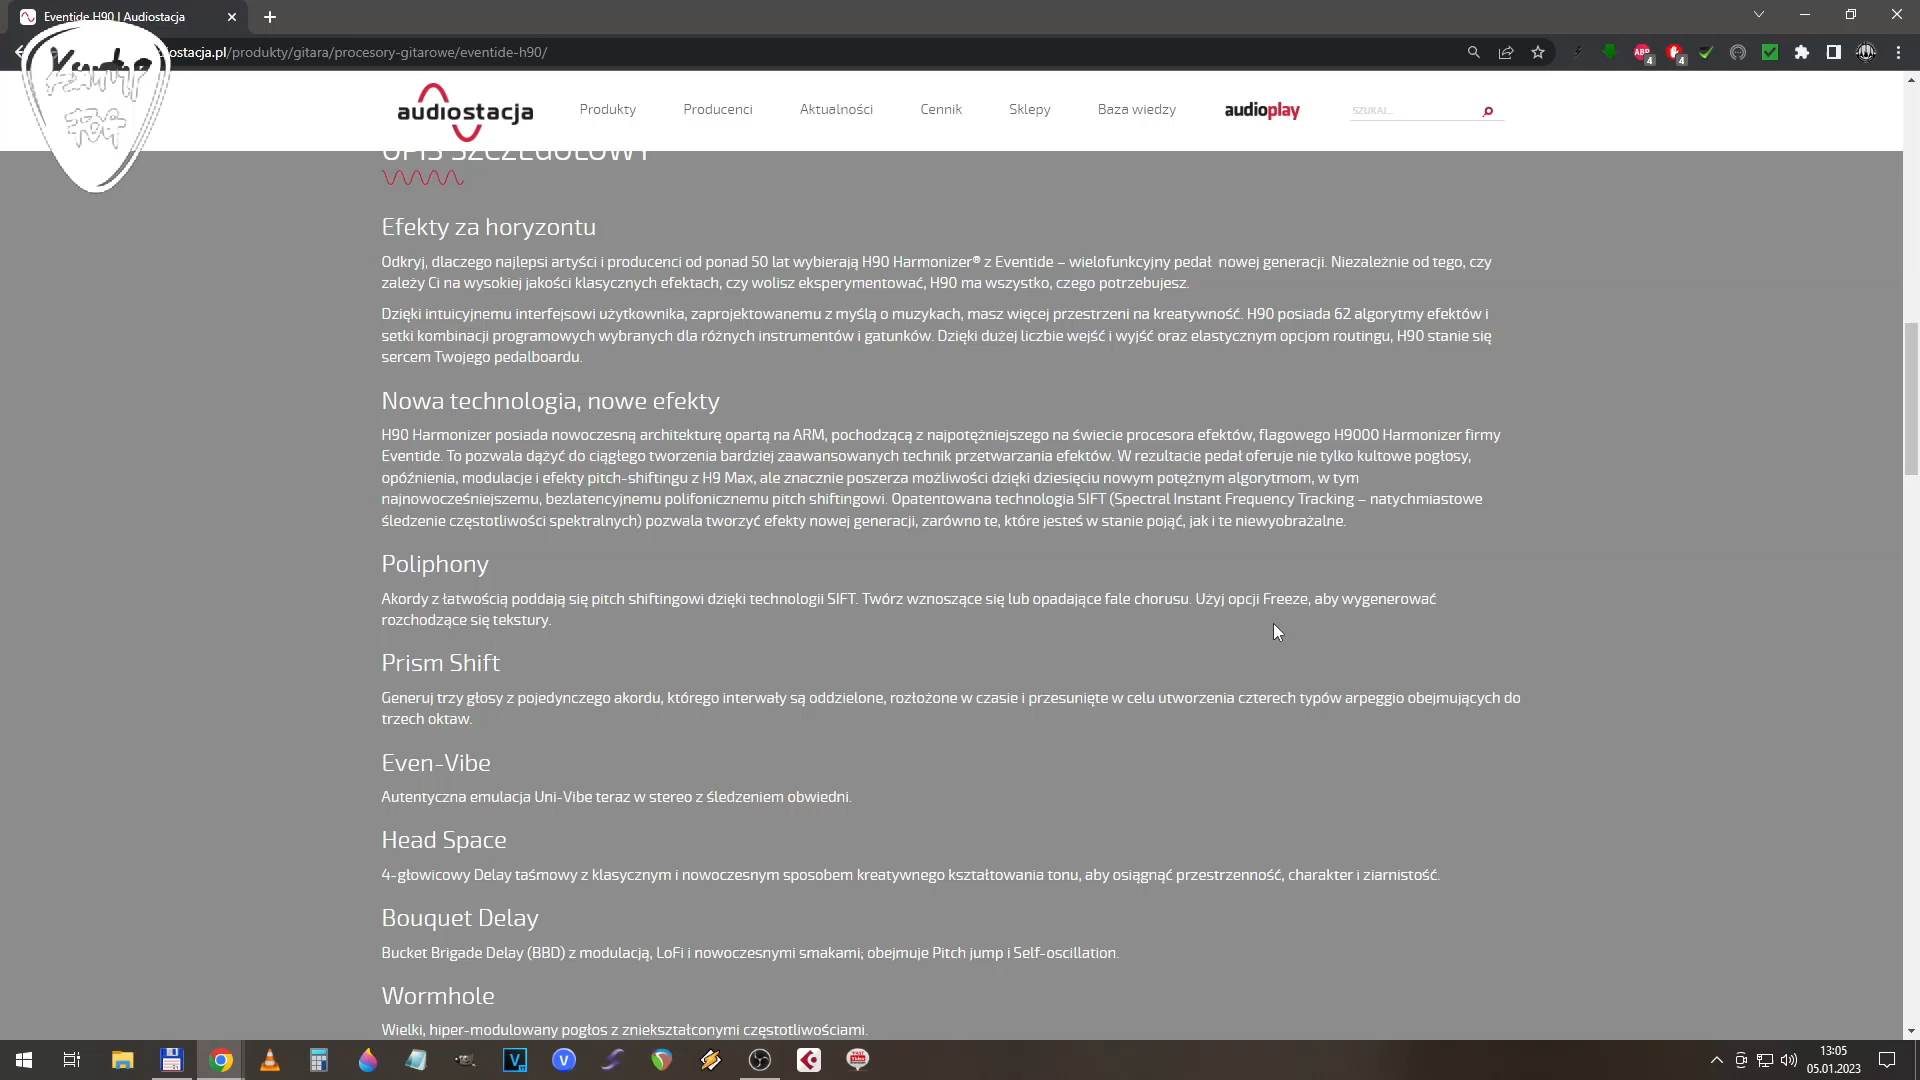 Eventide H90 | Audiostacja
ostacja.pl/produkty/gitara/procesory-gitarowe/eventide-h90/
audiostacja
Produkty
Producenci
Aktualności
Cennik
Sklepy
Baza wiedzy
audioplay
SZUKAJ...
OPIS SZCZEGÓŁOWY
Efekty za horyzontu
Odkryj, dlaczego najlepsi artyści i producenci od ponad 50 lat wybierają H90 Harmonizer® z Eventide – wielofunkcyjny pedał nowej generacji. Niezależnie od tego, czy
zależy Ci na wysokiej jakości klasycznych efektach, czy wolisz eksperymentować, H90 ma wszystko, czego potrzebujesz.
Dzięki intuicyjnemu interfejsowi użytkownika, zaprojektowanemu z myślą o muzykach, masz więcej przestrzeni na kreatywność. H90 posiada 62 algorytmy efektów i
setki kombinacji programowych wybranych dla różnych instrumentów i gatunków. Dzięki dużej liczbie wejść i wyjść oraz elastycznym opcjom routingu, H90 stanie się
sercem Twojego pedalboardu.
Nowa technologia, nowe efekty
H90 Harmonizer posiada nowoczesną architekturę opartą na ARM, pochodzącą z najpotężniejszego na świecie procesora efektów, flagowego H9000 Harmonizer firmy
Eventide. To pozwala dążyć do ciągłego tworzenia bardziej zaawansowanych technik przetwarzania efektów. W rezultacie pedał oferuje nie tylko kultowe pogłosy,
opóźnienia, modulacje i efekty pitch-shiftingu z H9 Max, ale znacznie poszerza możliwości dzięki dziesięciu nowym potężnym algorytmom, w tym
najnowocześniejszemu, bezlatencyjnemu polifonicznemu pitch shiftingowi. Opatentowana technologia SIFT (Spectral Instant Frequency Tracking – natychmiastowe
śledzenie częstotliwości spektralnych) pozwala tworzyć efekty nowej generacji, zarówno te, które jesteś w stanie pojąć, jak i te niewyobrażalne.
Poliphony
Akordy z łatwością poddają się pitch shiftingowi dzięki technologii SIFT. Twórz wznoszące się lub opadające fale chorusu. Użyj opcji Freeze, aby wygenerować
rozchodzące się tekstury.
Prism Shift
Generuj trzy głosy z pojedynczego akordu, którego interwały są oddzielone, rozłożone w czasie i przesunięte w celu utworzenia czterech typów arpeggio obejmujących do
trzech oktaw.
Even-Vibe
Autentyczna emulacja Uni-Vibe teraz w stereo z śledzeniem obwiedni.
Head Space
4-głowicowy Delay taśmowy z klasycznym i nowoczesnym sposobem kreatywnego kształtowania tonu, aby osiągnąć przestrzenność, charakter i ziarnistość.
Bouquet Delay
Bucket Brigade Delay (BBD) z modulacją, LoFi i nowoczesnymi smakami; obejmuje Pitch jump i Self-oscillation.
Wormhole
Wielki, hiper-modulowany pogłos z zniekształconymi częstotliwościami.
13:05
05.01.2023